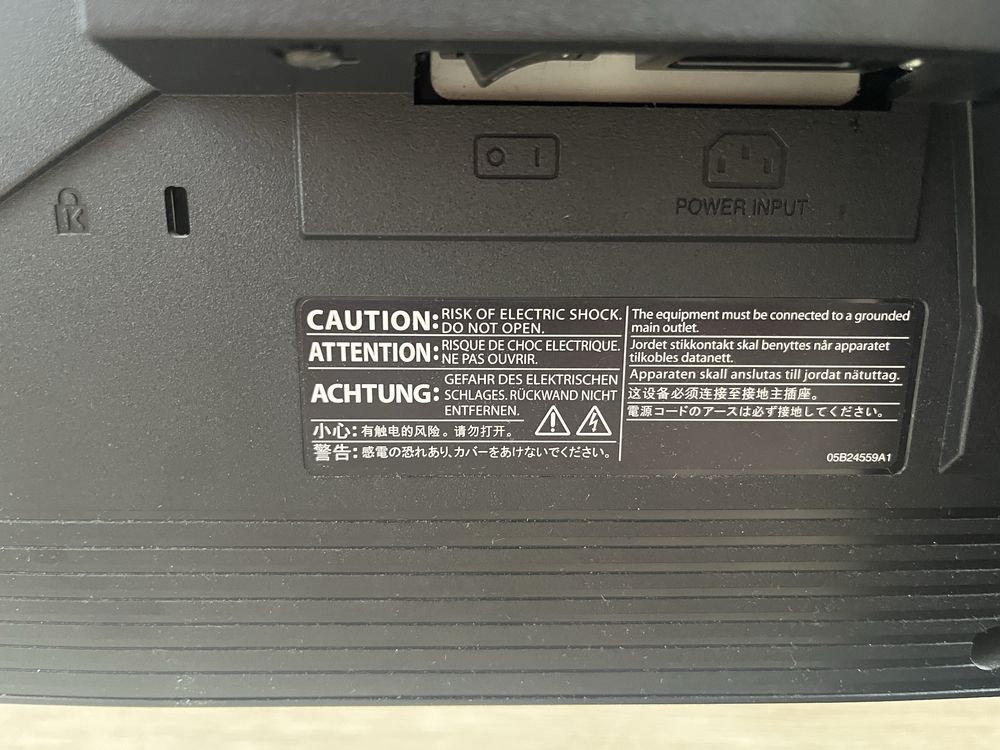 POWER INPUT
CAUTION: RISK OF ELECTRIC SHOCK.
DO NOT OPEN.
ATTENTION: RISQUE DE CHOC ELECTRIQUE.
NE PAS OUVRIR.
ACHTUNG: GEFAHR DES ELEKTRISCHEN
SCHLAGES. RÜCKWAND NICHT
ENTFERNEN.
小心: 有触电的风险。请勿打开。
警告: 感電の恐れあり、カバーをあけないでください。
The equipment must be connected to a grounded
main outlet.
Jordet stikkontakt skal benyttes når apparatet
tilkobles datanett.
Apparaten skall anslutas till jordat nätuttag.
这设备必须连接至接地主插座。
電源コードのアースは必ず接地してください。
05B24559A1